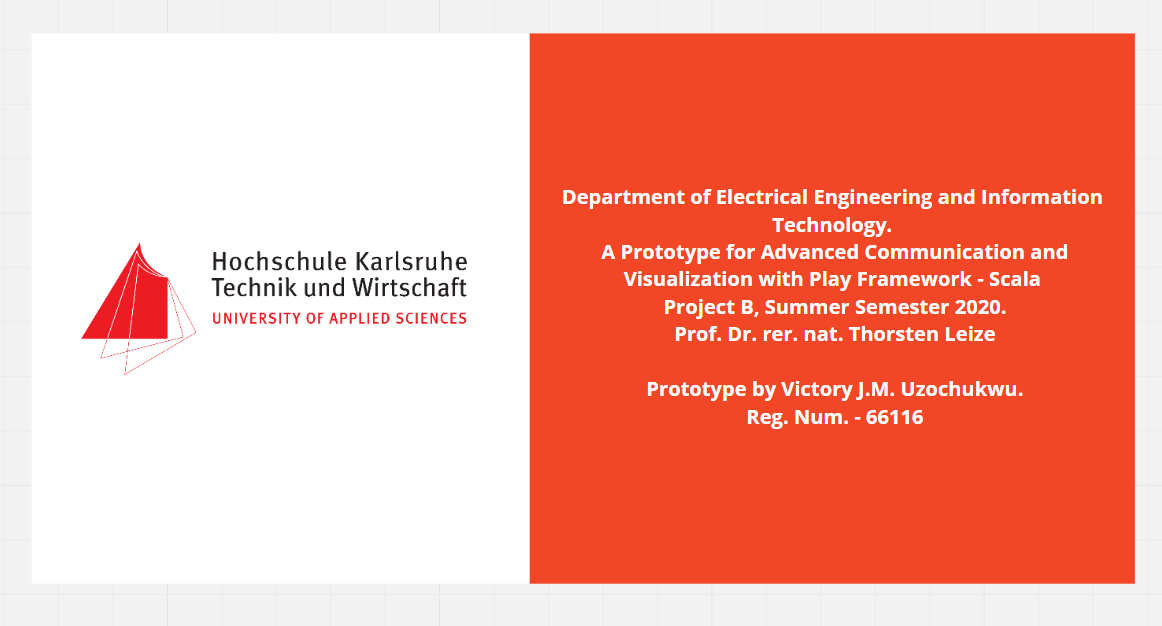 Hochschule Karlsruhe
Technik und Wirtschaft
UNIVERSITY OF APPLIED SCIENCES
Department of Electrical Engineering and Information
Technology.
A Prototype for Advanced Communication and
Visualization with Play Framework - Scala
Project B, Summer Semester 2020.
Prof. Dr. rer. nat. Thorsten Leize
Prototype by Victory J.M. Uzochukwu.
Reg. Num. - 66116